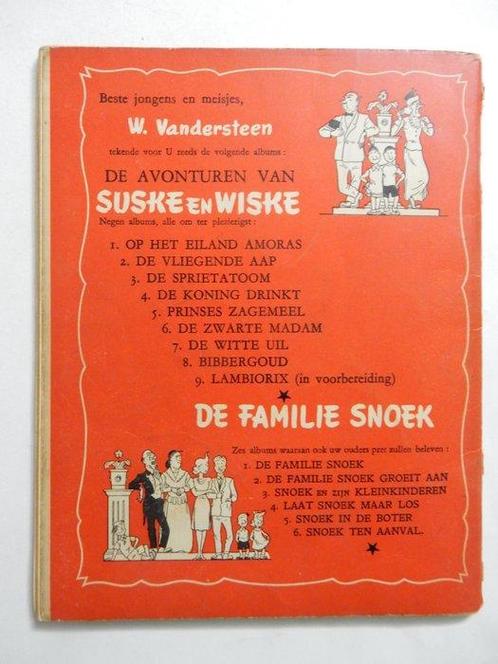 Beste jongens en meisjes,
W. Vandersteen
tekende voor U reeds de volgende albums :
DE AVONTUREN VAN
SUSKE EN WISKE
Negen albums, alle om ter plezierigst :
1. OP HET EILAND AMORAS
2. DE VLIEGENDE AAP
3. DE SPRIETATOOM
4. DE KONING DRINKT
5. PRINSES ZAGEMEEL
6. DE ZWARTE MADAM
7. DE WITTE UIL
8. BIBBERGOUD
9. LAMBIORIX (in voorbereiding)
DE FAMILIE SNOEK
Zes albums waaraan ook uw ouders pret zullen beleven :
1. DE FAMILIE SNOEK
2. DE FAMILIE SNOEK GROEIT AAN
3. SNOEK EN ZIJN KLEINKINDEREN
4. LAAT SNOEK MAAR LOS
5. SNOEK IN DE BOTER
6. SNOEK TEN AANVAL.